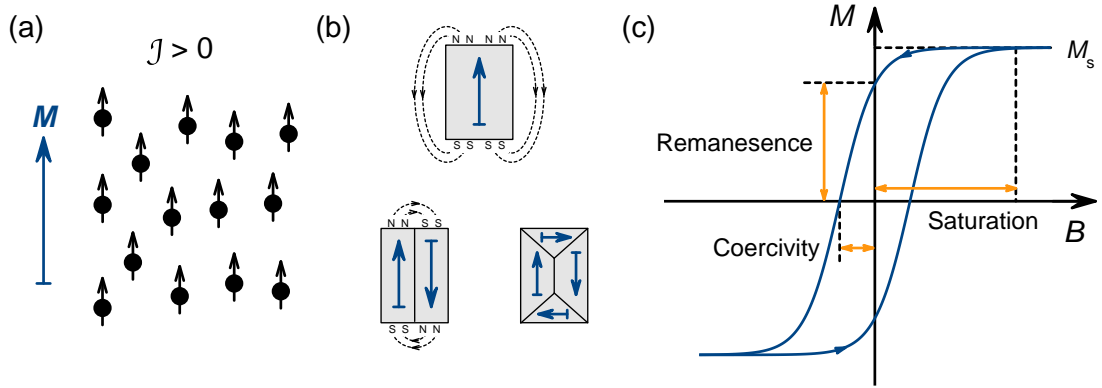 (a)
𝒥 > 0
M
(b)
N N N N
S S S S
N N S S
S S N N
(c)
M
M_s
Remanesence
Saturation
B
Coercivity